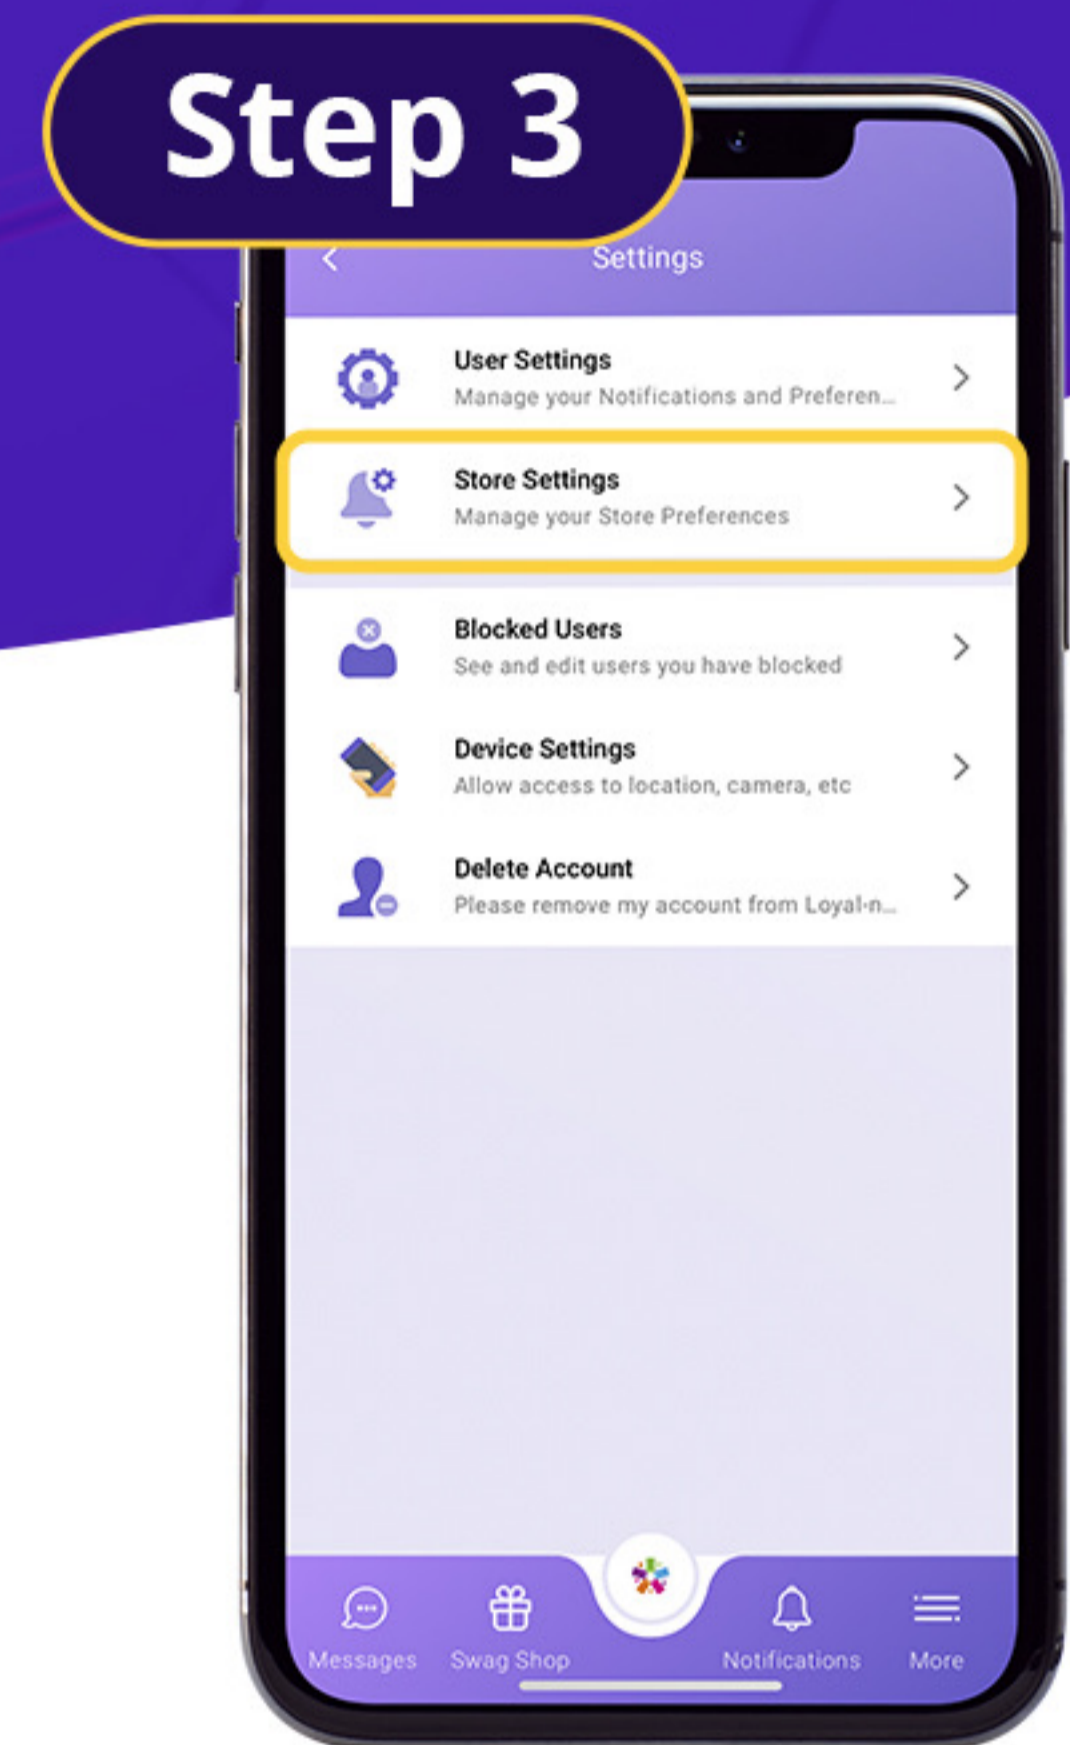 Step 3
Settings
User Settings
Manage your Notifications and Preferen...
Store Settings
Manage your Store Preferences
Blocked Users
See and edit users you have blocked
Device Settings
Allow access to location, camera, etc
Delete Account
Please remove my account from Loyal-n...
Messages
Swag Shop
Notifications
More